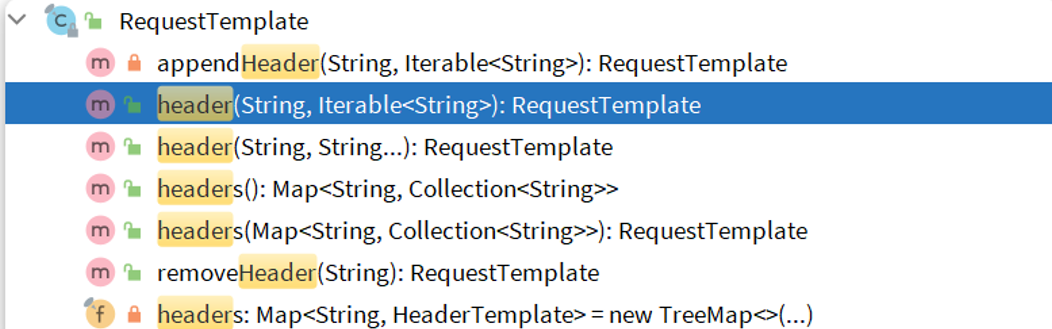 RequestTemplate
appendHeader(String, Iterable<String>): RequestTemplate
header(String, Iterable<String>): RequestTemplate
header(String, String...): RequestTemplate
headers(): Map<String, Collection<String>>
headers(Map<String, Collection<String>>): RequestTemplate
removeHeader(String): RequestTemplate
headers: Map<String, HeaderTemplate> = new TreeMap<>(...)